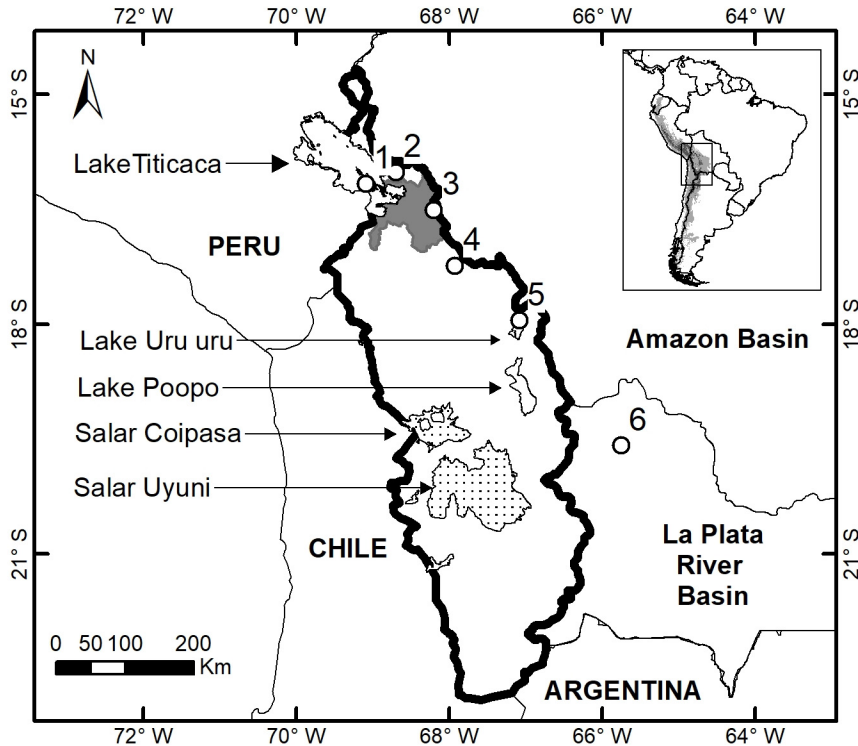 72° W 70° W 68° W 66° W 64° W
15° S
15° S
N
Lake Titicaca
1
2
3
PERU
4
5
18° S
18° S
Lake Uru uru
Amazon Basin
Lake Poopo
Salar Coipasa
6
Salar Uyuni
La Plata
River
Basin
CHILE
21° S
21° S
0 50 100 200
Km
ARGENTINA
72° W 70° W 68° W 66° W 64° W